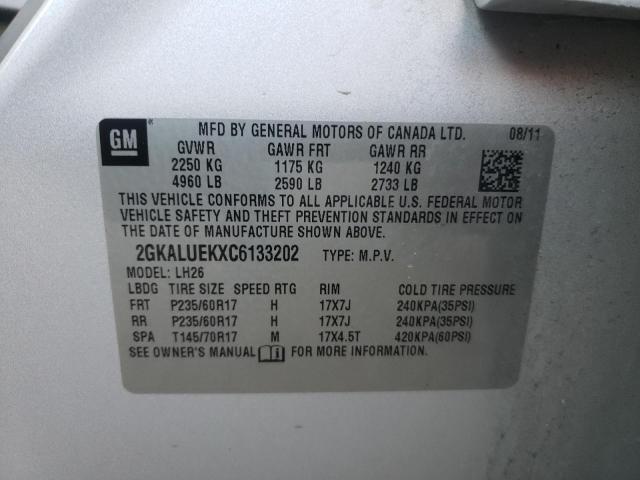 GM ® MFD BY GENERAL MOTORS OF CANADA LTD. 08/11
GVWR GAWR FRT GAWR RR
2250 KG 1175 KG 1240 KG
4960 LB 2590 LB 2733 LB
THIS VEHICLE CONFORMS TO ALL APPLICABLE U.S. FEDERAL MOTOR
VEHICLE SAFETY AND THEFT PREVENTION STANDARDS IN EFFECT ON
THE DATE OF MANUFACTURE SHOWN ABOVE.
2GKALUEKXC6133202 TYPE: M.P.V.
MODEL: LH26
LBDG TIRE SIZE SPEED RTG RIM COLD TIRE PRESSURE
FRT P235/60R17 H 17X7J 240KPA(35PSI)
RR P235/60R17 H 17X7J 240KPA(35PSI)
SPA T145/70R17 M 17X4.5T 420KPA(60PSI)
SEE OWNER'S MANUAL FOR MORE INFORMATION.